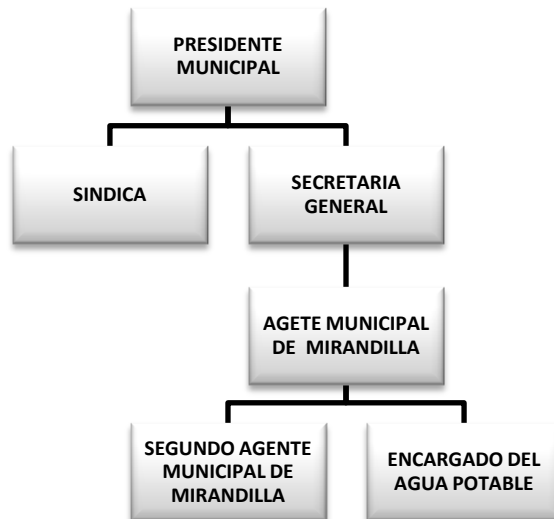 PRESIDENTE
MUNICIPAL
SINDICA
SECRETARIA
GENERAL
AGETE MUNICIPAL
DE MIRANDILLA
SEGUNDO AGENTE
MUNICIPAL DE
MIRANDILLA
ENCARGADO DEL
AGUA POTABLE